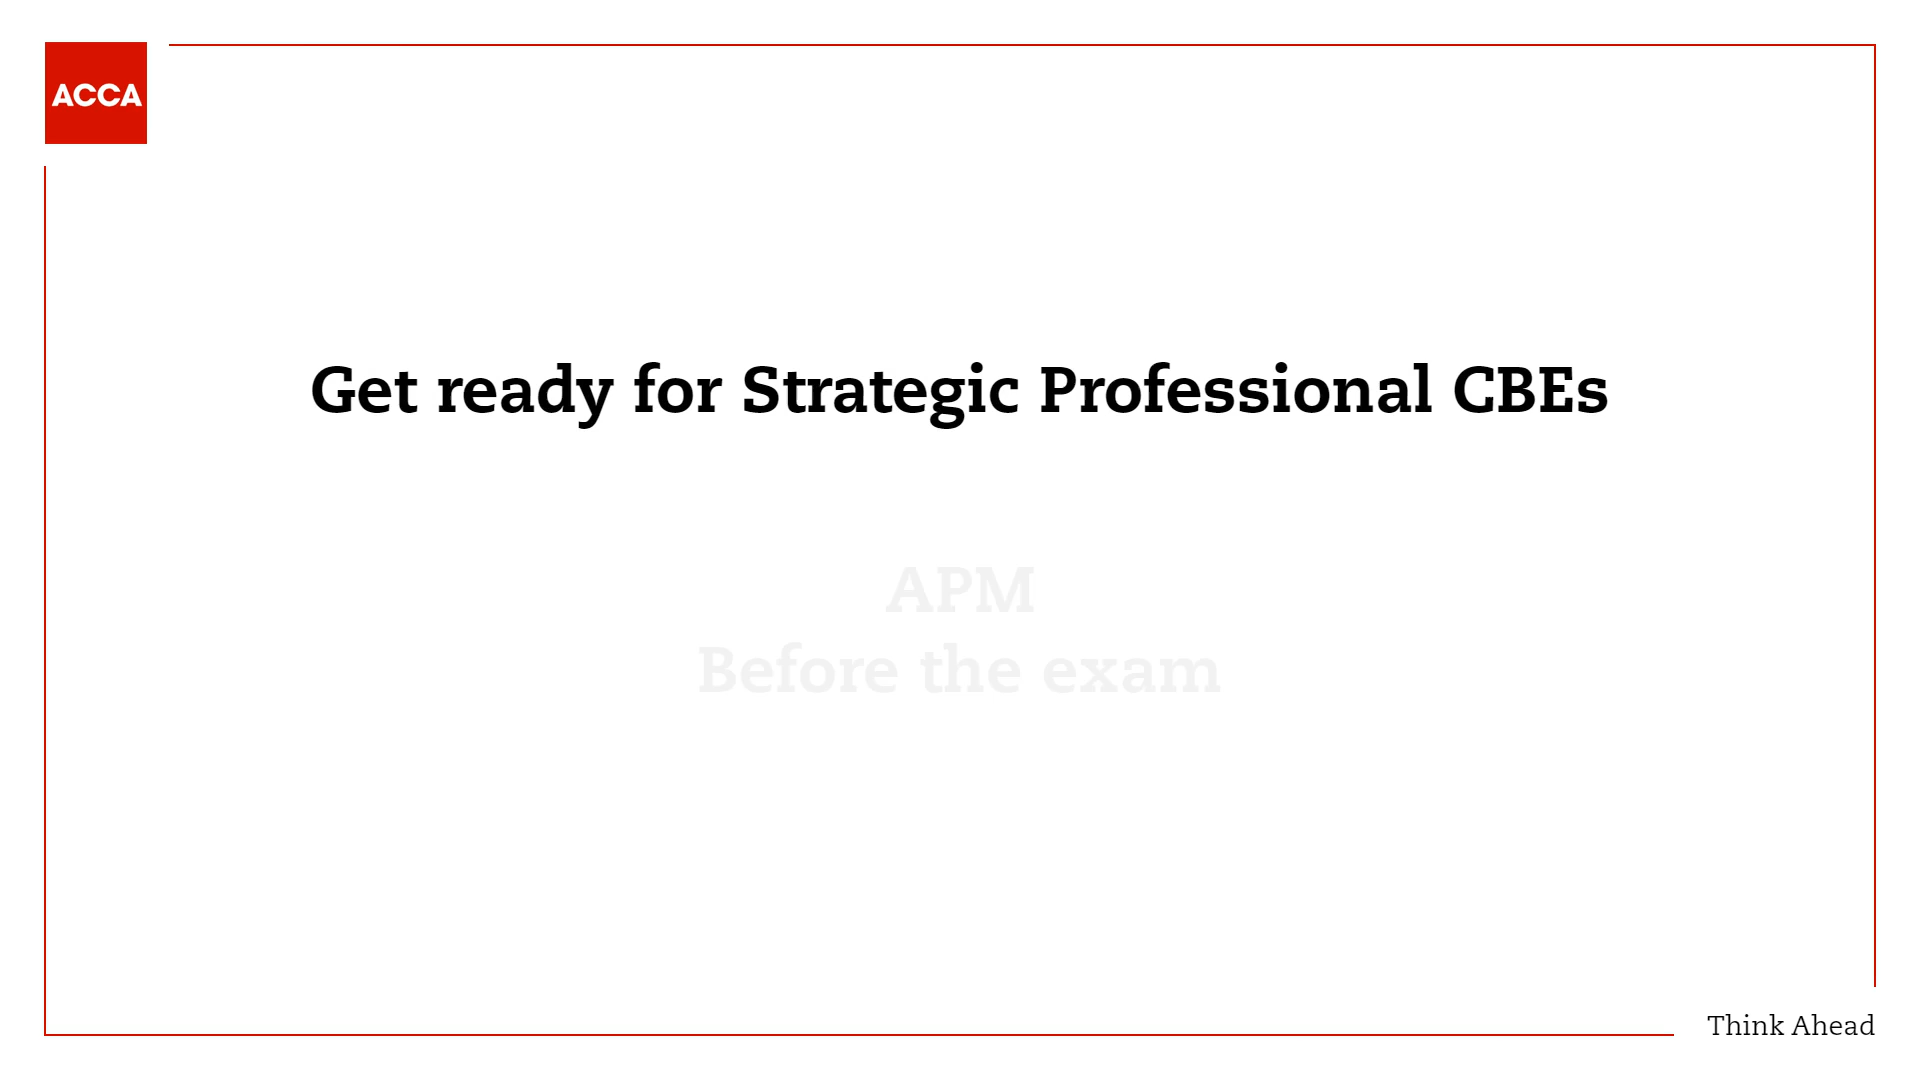 ACCA
Get ready for Strategic Professional CBEs
APM
Before the exam
Think Ahead